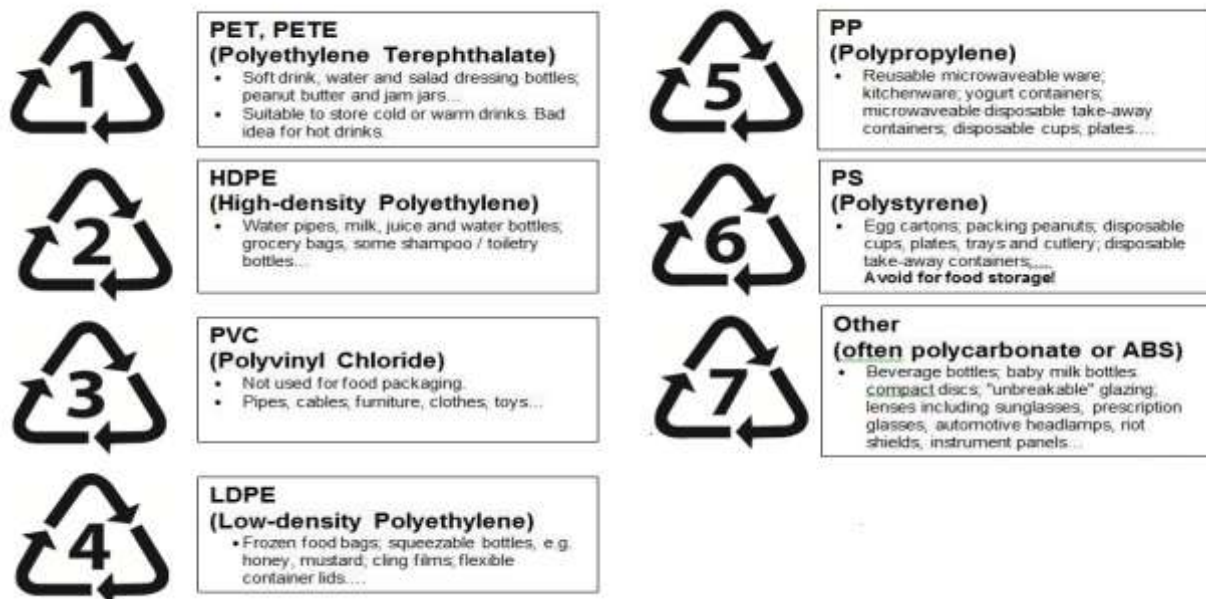 1
PET, PETE
(Polyethylene Terephthalate)
• Soft drink, water and salad dressing bottles;
peanut butter and jam jars...
• Suitable to store cold or warm drinks. Bad
idea for hot drinks.
2
HDPE
(High-density Polyethylene)
• Water pipes, milk, juice and water bottles;
grocery bags, some shampoo / toiletry
bottles...
3
PVC
(Polyvinyl Chloride)
• Not used for food packaging.
• Pipes, cables, furniture, clothes, toys...
4
LDPE
(Low-density Polyethylene)
• Frozen food bags; squeezable bottles, e.g.
honey, mustard; cling films; flexible
container lids....
5
PP
(Polypropylene)
• Reusable microwaveable ware;
kitchenware; yogurt containers;
microwaveable disposable take-away
containers; disposable cups; plates....
6
PS
(Polystyrene)
• Egg cartons; packing peanuts; disposable
cups, plates, trays and cutlery; disposable
take-away containers;.....
Avoid for food storage!
7
Other
(often polycarbonate or ABS)
• Beverage bottles; baby milk bottles.
compact discs; "unbreakable" glazing;
lenses including sunglasses, prescription
glasses, automotive headlamps, riot
shields, instrument panels...